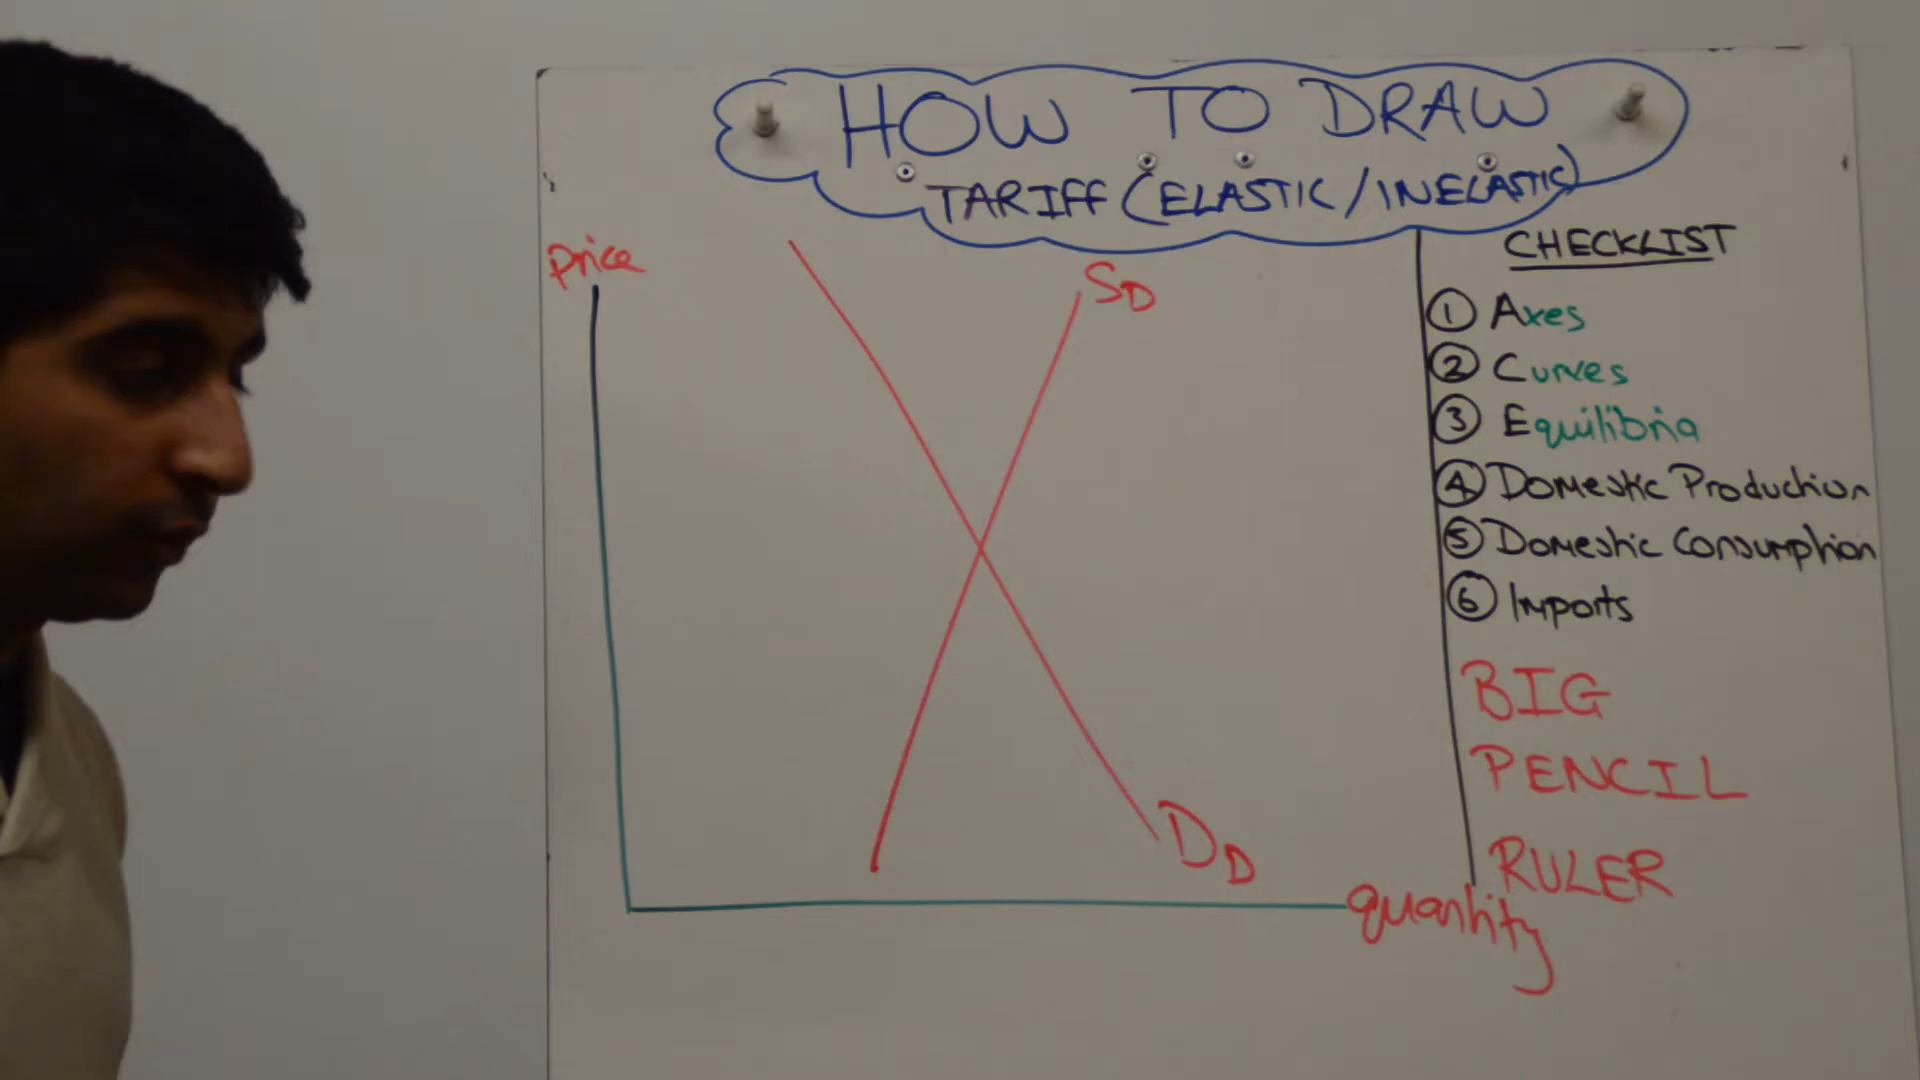 HOW TO DRAW
TARIFF (ELASTIC/INELASTIC)
Price
SD
DD
quantity
CHECKLIST
① Axes
② Curves
③ Equilibria
④ Domestic Production
⑤ Domestic Consumption
⑥ Imports
BIG
PENCIL
RULER